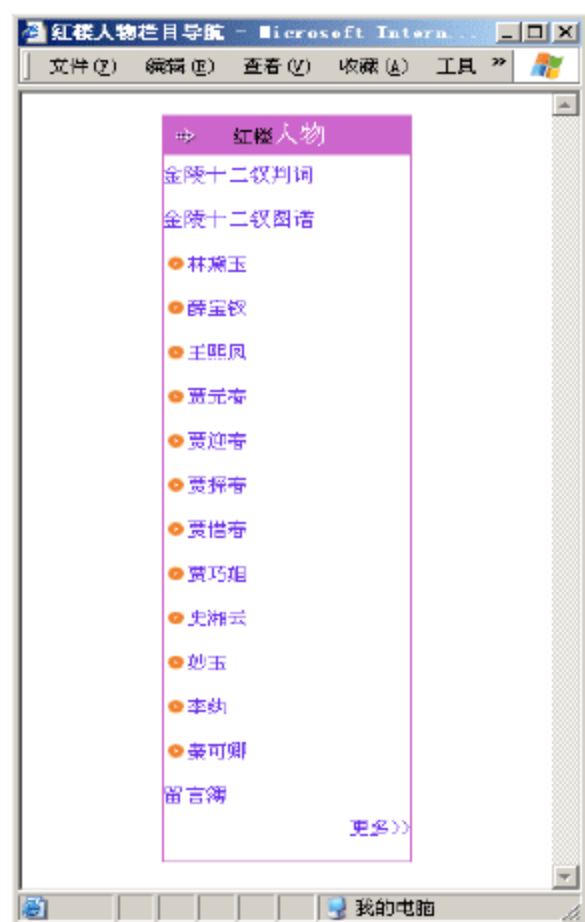 红楼人物栏目导航 - Microsoft Intern...
文件(F) 编辑(E) 查看(V) 收藏(A) 工具 »
红楼人物
金陵十二钗判词
金陵十二钗图谱
林黛玉
薛宝钗
王熙凤
贾元春
贾迎春
贾探春
贾惜春
贾巧姐
史湘云
妙玉
李纨
秦可卿
留言簿
更多>>
我的电脑